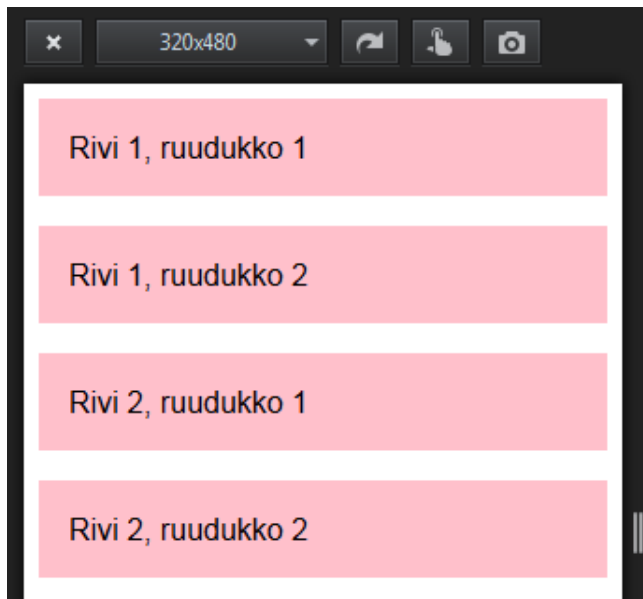 320x480
Rivi 1, ruudukko 1
Rivi 1, ruudukko 2
Rivi 2, ruudukko 1
Rivi 2, ruudukko 2